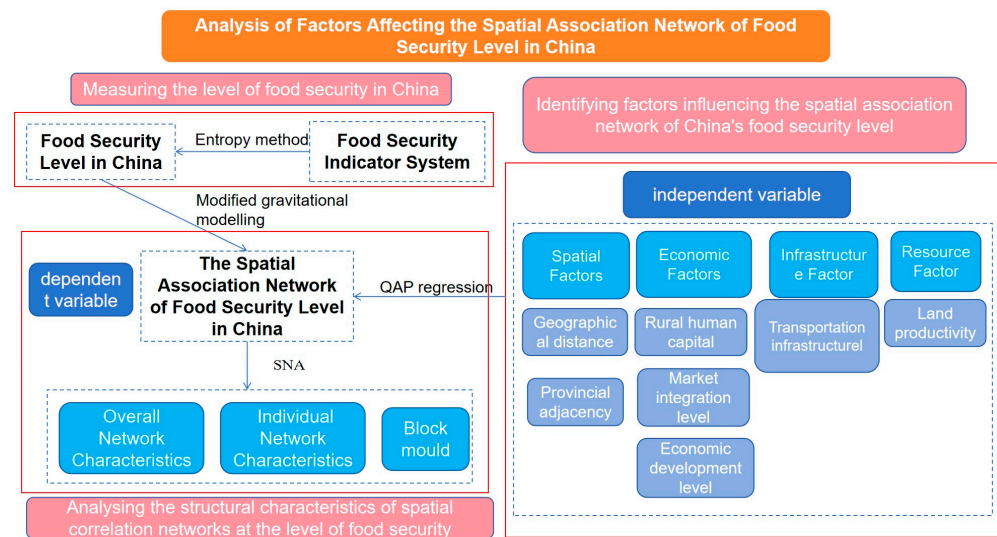 Analysis of Factors Affecting the Spatial Association Network of Food
Security Level in China
Measuring the level of food security in China
Food Security
Level in China
Entropy method
Food Security
Indicator System
Modified gravitational
modelling
dependen
t variable
The Spatial
Association Network
of Food Security Level
in China
QAP regression
SNA
Overall
Network
Characteristics
Individual
Network
Characteristics
Block
mould
Analysing the structural characteristics of spatial
correlation networks at the level of food security
Identifying factors influencing the spatial association
network of China's food security level
independent variable
Spatial
Factors
Economic
Factors
Infrastructur
e Factor
Resource
Factor
Geographic
al distance
Rural human
capital
Transportation
infrastructurel
Land
productivity
Provincial
adjacency
Market
integration
level
Economic
development
level